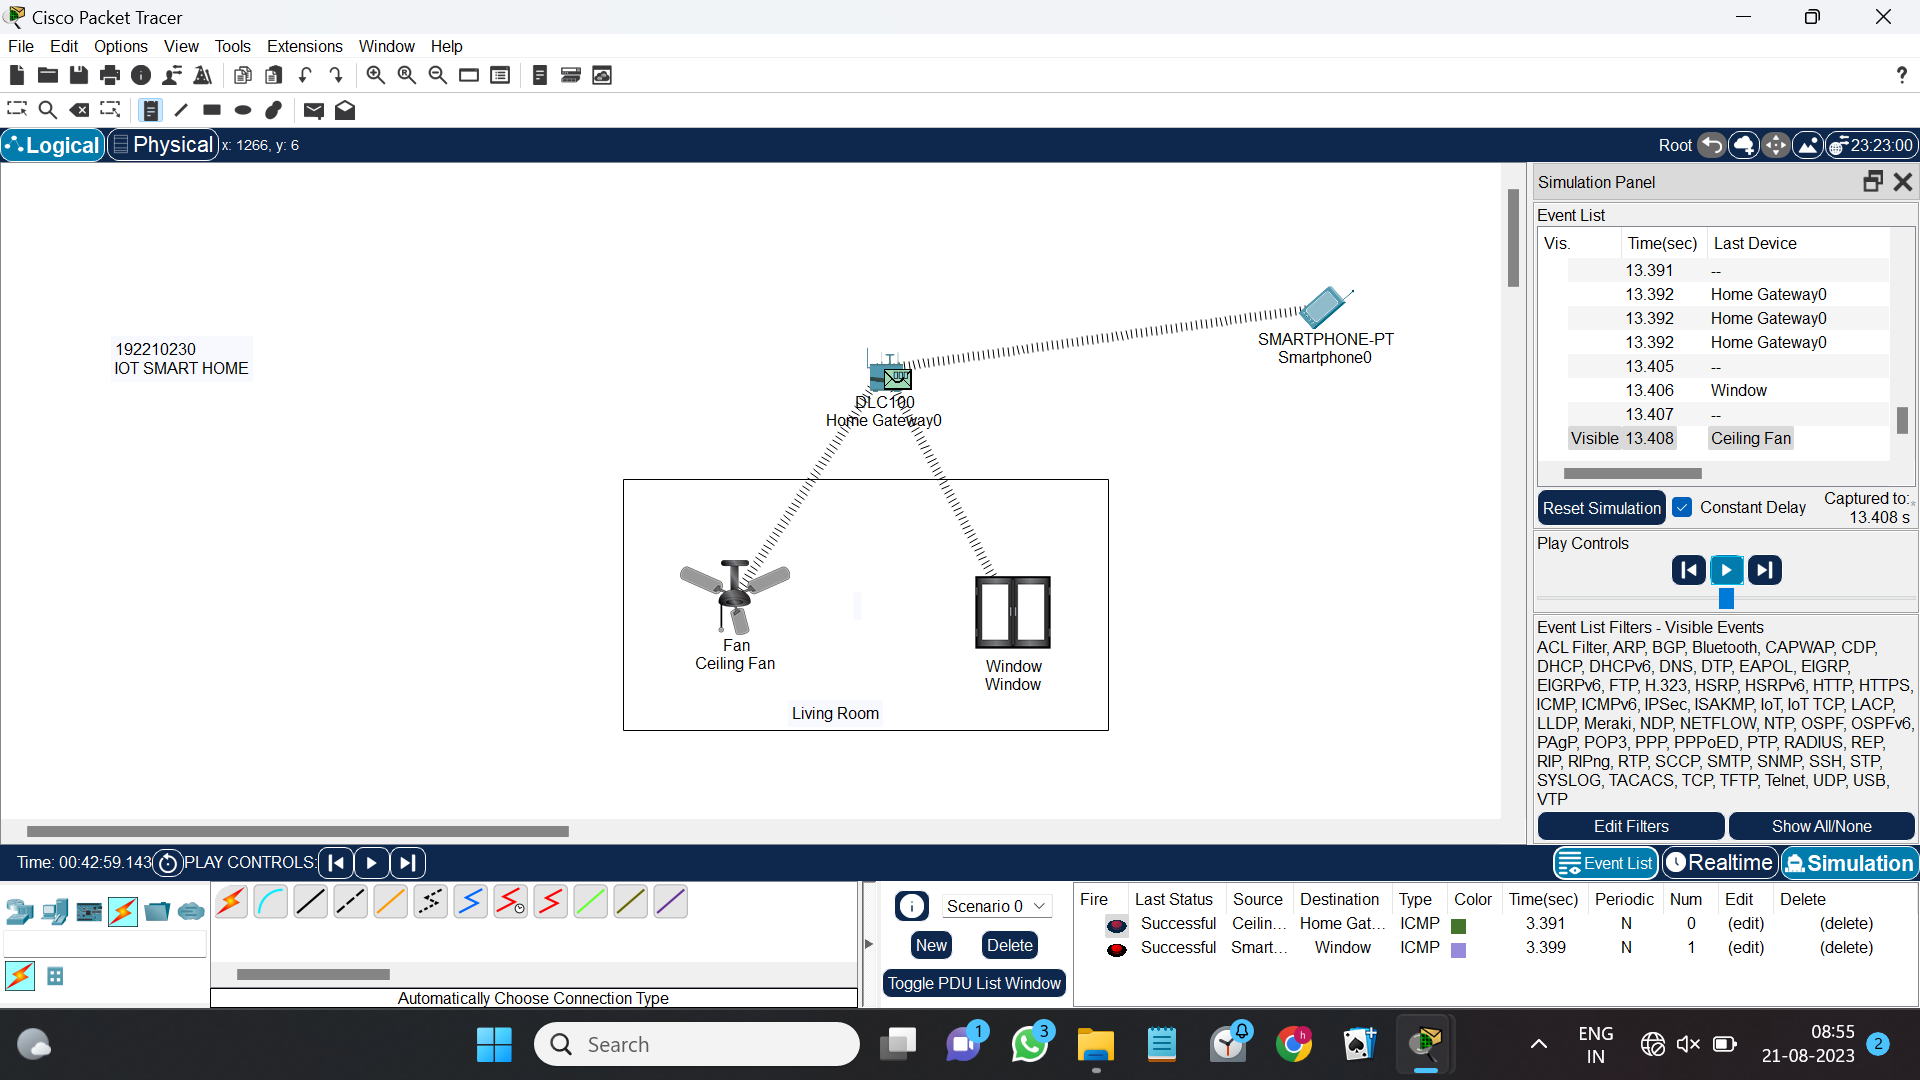 Cisco Packet Tracer
File Edit Options View Tools Extensions Window Help
?
Logical Physical x: 1266, y: 6 Root 23:23:00
192210230
IOT SMART HOME
DLC100
Home Gateway0
SMARTPHONE-PT
Smartphone0
Fan
Ceiling Fan
Window
Window
Living Room
Simulation Panel
Event List
Vis. Time(sec) Last Device
13.391 --
13.392 Home Gateway0
13.392 Home Gateway0
13.392 Home Gateway0
13.405 --
13.406 Window
13.407 --
Visible 13.408 Ceiling Fan
Reset Simulation Constant Delay Captured to:
13.408 s
Play Controls
Event List Filters - Visible Events
ACL Filter, ARP, BGP, Bluetooth, CAPWAP, CDP,
DHCP, DHCPv6, DNS, DTP, EAPOL, EIGRP,
EIGRPv6, FTP, H.323, HSRP, HSRPv6, HTTP, HTTPS,
ICMP, ICMPv6, IPSec, ISAKMP, IoT, IoT TCP, LACP,
LLDP, Meraki, NDP, NETFLOW, NTP, OSPF, OSPFv6,
PAgP, POP3, PPP, PPPoED, PTP, RADIUS, REP,
RIP, RIPng, RTP, SCCP, SMTP, SNMP, SSH, STP,
SYSLOG, TACACS, TCP, TFTP, Telnet, UDP, USB,
VTP
Edit Filters Show All/None
Time: 00:42:59.143 PLAY CONTROLS: Event List Realtime Simulation
Automatically Choose Connection Type
Scenario 0
New Delete
Toggle PDU List Window
Fire Last Status Source Destination Type Color Time(sec) Periodic Num Edit Delete
Successful Ceilin... Home Gat... ICMP 3.391 N 0 (edit) (delete)
Successful Smart... Window ICMP 3.399 N 1 (edit) (delete)
Search
1
3
h
ENG
IN
08:55
21-08-2023
2